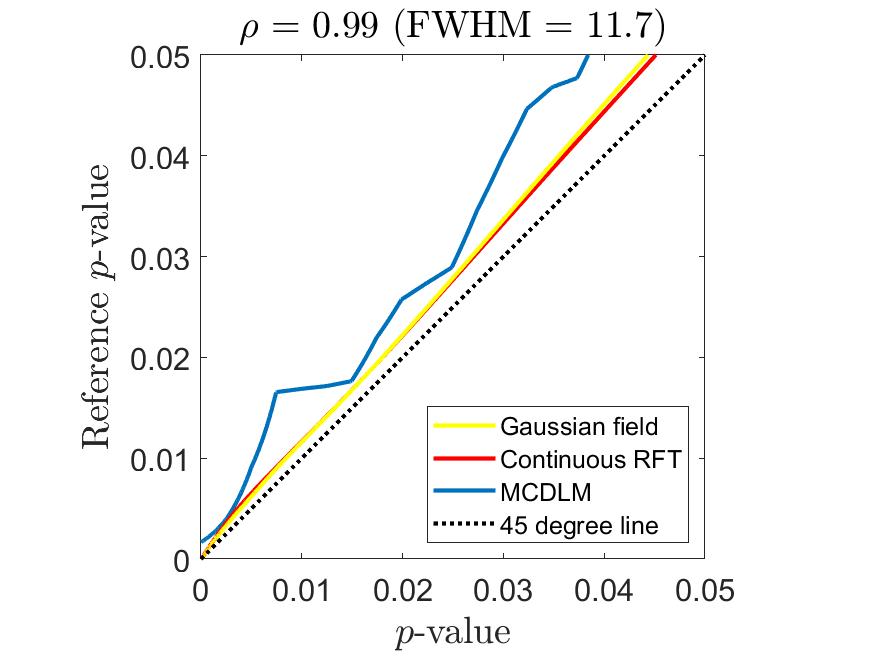 ρ = 0.99 (FWHM = 11.7)
0.05
0.04
0.03
0.02
0.01
0
Reference p-value
Gaussian field
Continuous RFT
MCDLM
45 degree line
0 0.01 0.02 0.03 0.04 0.05
p-value